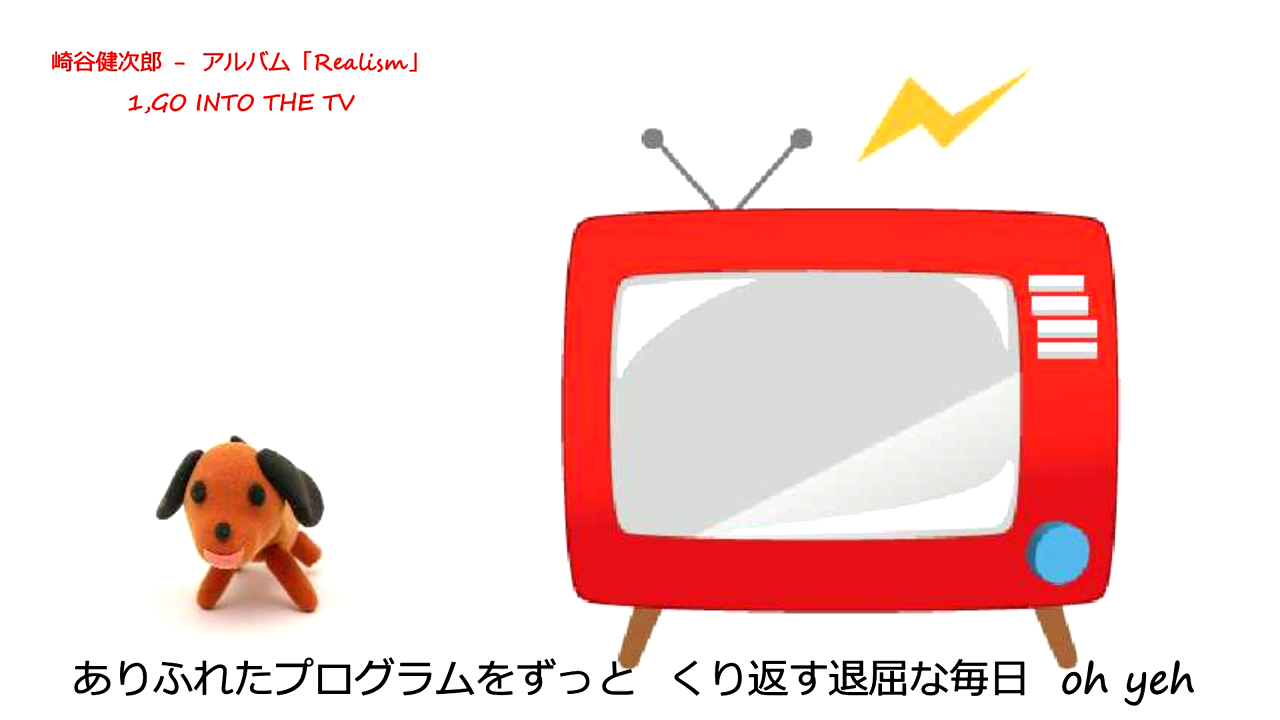 崎谷健次郎 - アルバム「Realism」
1,GO INTO THE TV
ありふれたプログラムをずっと くり返す退屈な毎日 oh yeh